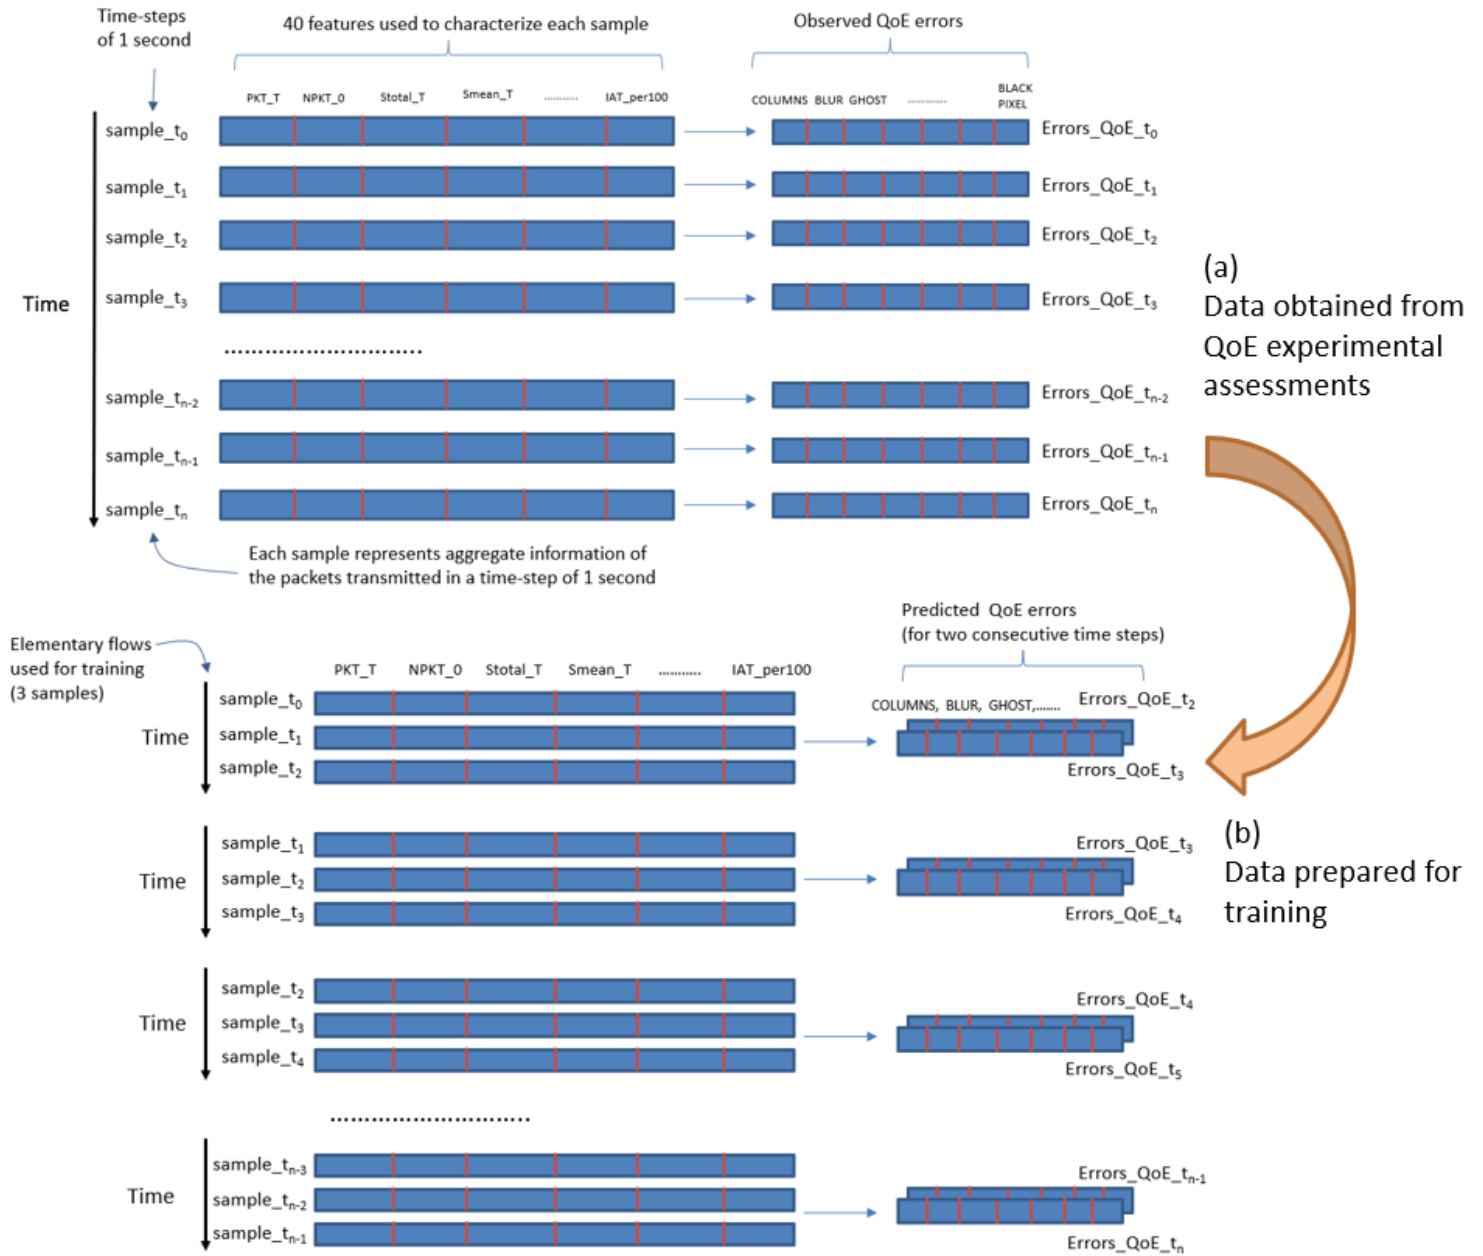 Time-steps
of 1 second
40 features used to characterize each sample
Observed QoE errors
PKT_T NPKT_0 Stotal_T Smean_T ........... IAT_per100
COLUMNS BLUR GHOST ............. BLACK
PIXEL
sample_t0
Errors_QoE_t0
sample_t1
Errors_QoE_t1
sample_t2
Errors_QoE_t2
(a)
Data obtained from
QoE experimental
assessments
Time
sample_t3
Errors_QoE_t3
................................
sample_tn-2
Errors_QoE_tn-2
sample_tn-1
Errors_QoE_tn-1
sample_tn
Errors_QoE_tn
Each sample represents aggregate information of
the packets transmitted in a time-step of 1 second
Predicted QoE errors
(for two consecutive time steps)
Elementary flows
used for training
(3 samples)
PKT_T NPKT_0 Stotal_T Smean_T ........... IAT_per100
COLUMNS, BLUR, GHOST,.......
Time
sample_t0
sample_t1
sample_t2
Errors_QoE_t2
Errors_QoE_t3
(b)
Data prepared for
training
Time
sample_t1
sample_t2
sample_t3
Errors_QoE_t3
Errors_QoE_t4
Time
sample_t2
sample_t3
sample_t4
Errors_QoE_t4
Errors_QoE_t5
................................
Time
sample_tn-3
sample_tn-2
sample_tn-1
Errors_QoE_tn-1
Errors_QoE_tn